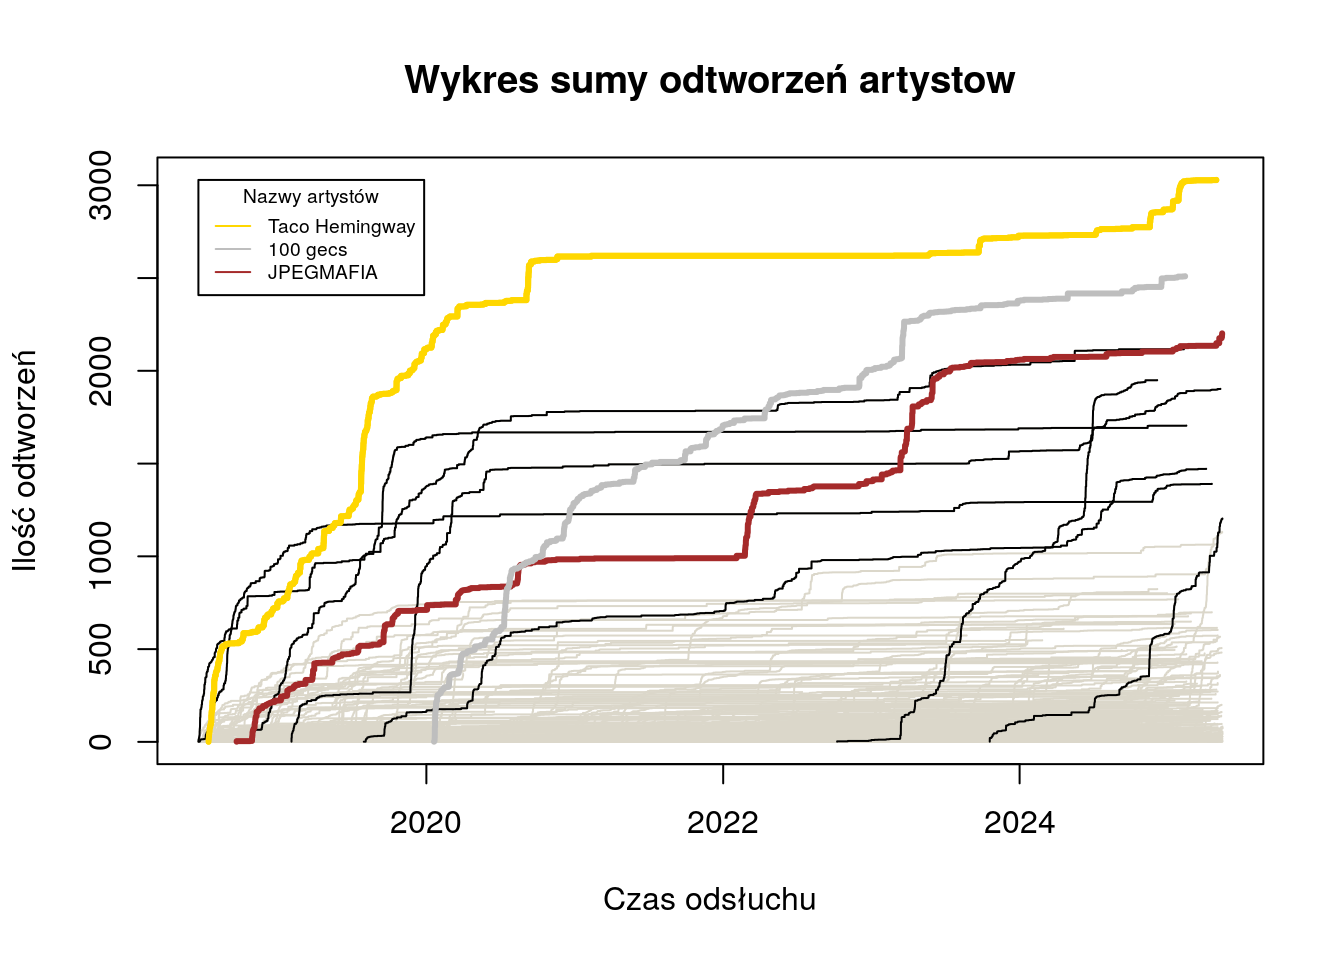 Wykres sumy odtworzeń artystow
Nazwy artystów
Taco Hemingway
100 gecs
JPEGMAFIA
Ilość odtworzeń
3000
2000
1000
500
0
2020 2022 2024
Czas odsłuchu